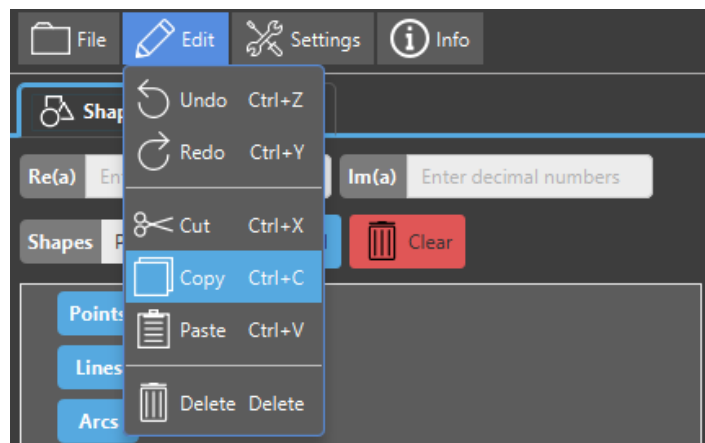 File Edit Settings Info
Shap
Undo Ctrl+Z
Redo Ctrl+Y
Re(a) En Im(a) Enter decimal numbers
Cut Ctrl+X
Shapes P Clear
Copy Ctrl+C
Points
Paste Ctrl+V
Lines
Delete Delete
Arcs